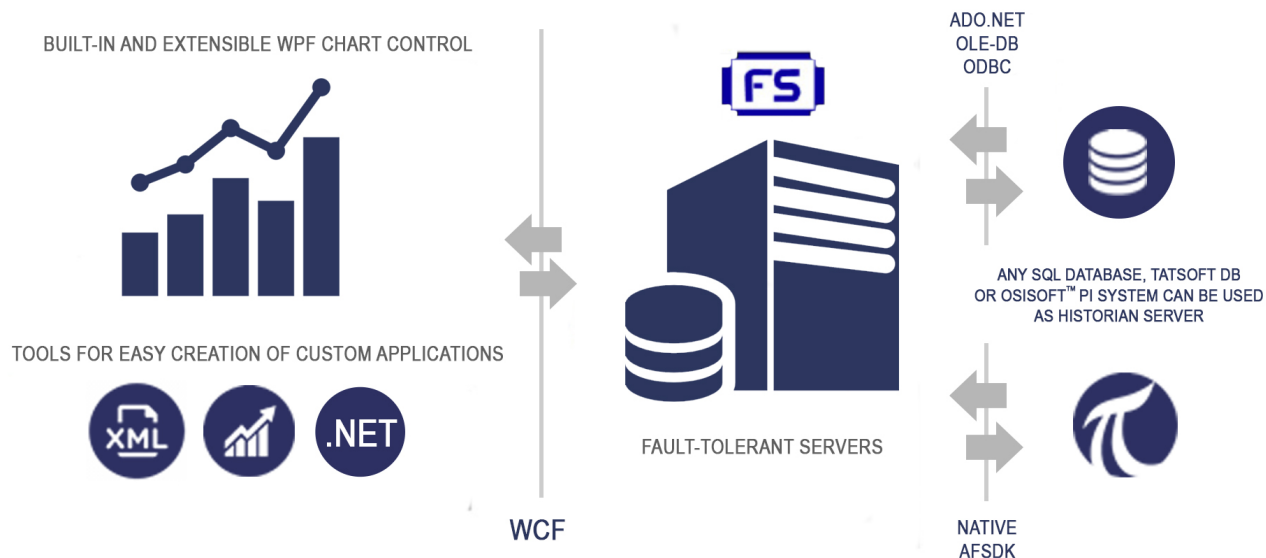 BUILT-IN AND EXTENSIBLE WPF CHART CONTROL
TOOLS FOR EASY CREATION OF CUSTOM APPLICATIONS
XML
.NET
WCF
FS
FAULT-TOLERANT SERVERS
ADO.NET
OLE-DB
ODBC
ANY SQL DATABASE, TATSOFT DB
OR OSISOFT™ PI SYSTEM CAN BE USED
AS HISTORIAN SERVER
NATIVE
AFSDK